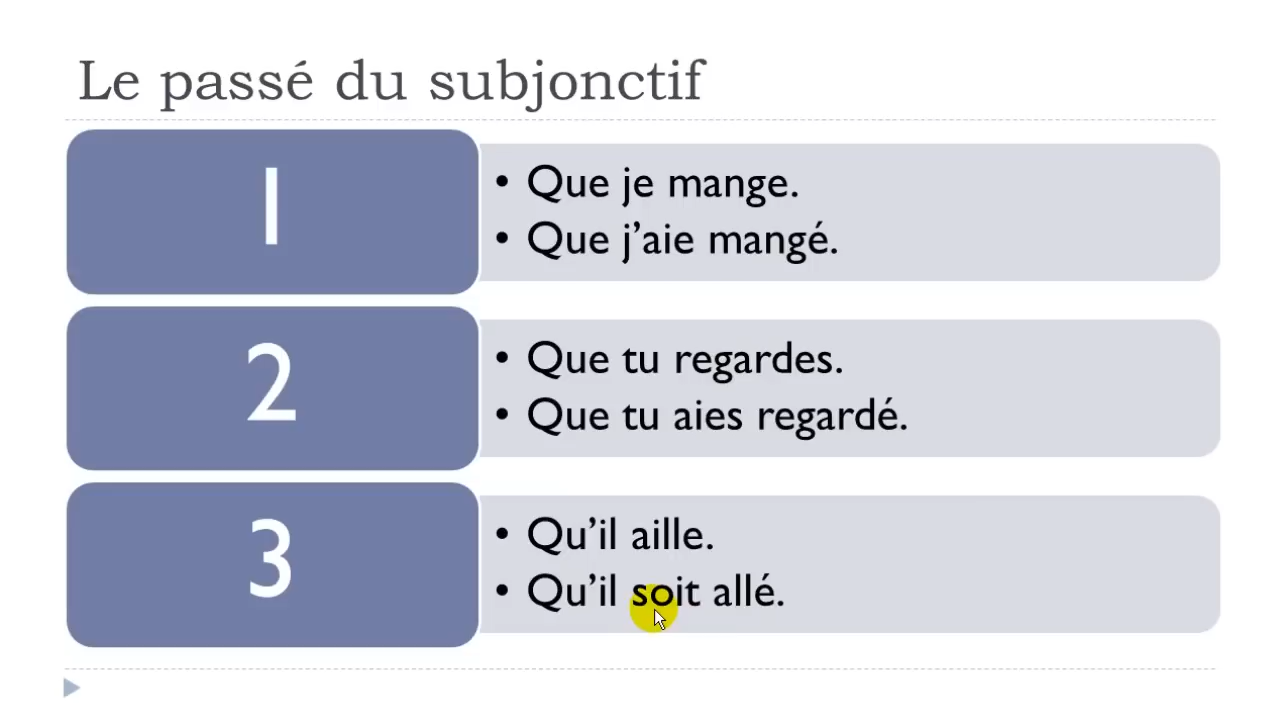 Le passé du subjonctif
1
• Que je mange.
• Que j’aie mangé.
2
• Que tu regardes.
• Que tu aies regardé.
3
• Qu’il aille.
• Qu’il soit allé.